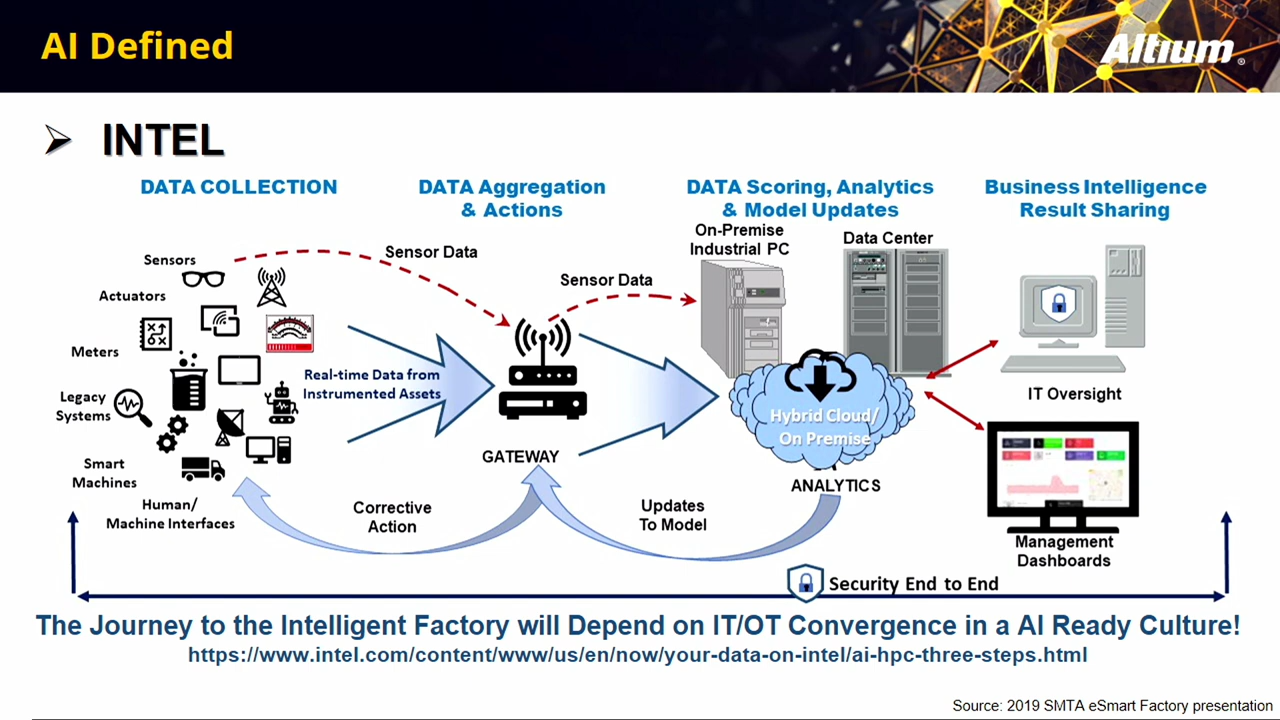 AI Defined
Altium®
INTEL
DATA COLLECTION
DATA Aggregation
& Actions
DATA Scoring, Analytics
& Model Updates
Business Intelligence
Result Sharing
On-Premise
Industrial PC
Data Center
Sensors
Sensor Data
Sensor Data
Actuators
Meters
Legacy
Systems
Smart
Machines
Human/
Machine Interfaces
Real-time Data from
Instrumented Assets
GATEWAY
Hybrid Cloud/
On Premise
ANALYTICS
IT Oversight
Corrective
Action
Updates
To Model
Management
Dashboards
Security End to End
The Journey to the Intelligent Factory will Depend on IT/OT Convergence in a AI Ready Culture!
https://www.intel.com/content/www/us/en/now/your-data-on-intel/ai-hpc-three-steps.html
Source: 2019 SMTA eSmart Factory presentation